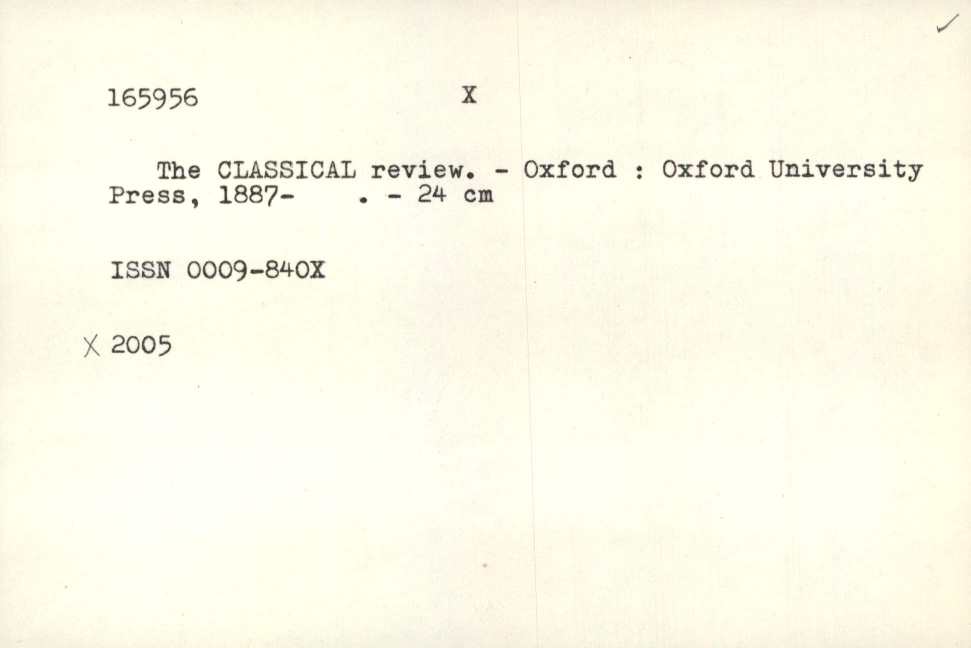 165956 X
The CLASSICAL review. - Oxford : Oxford University
Press, 1887- . - 24 cm
ISSN 0009-840X
X 2005